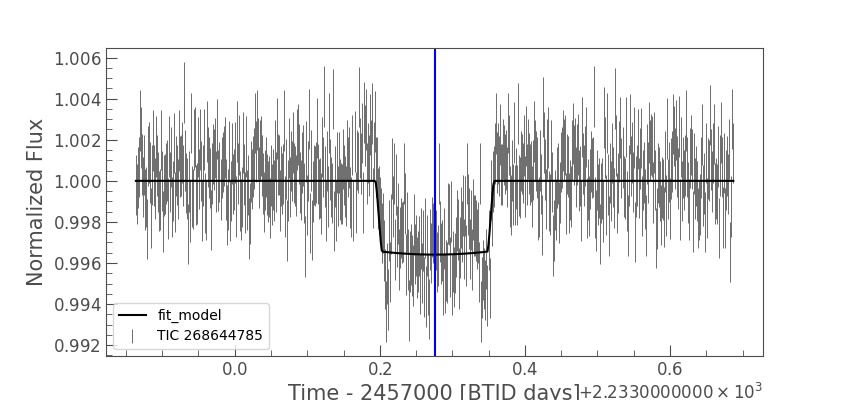 1.006
1.004
1.002
1.000
0.998
0.996
0.994
0.992
Normalized Flux
fit_model
TIC 268644785
0.0 0.2 0.4 0.6
Time - 2457000 [BTJD days]
+2.2330000000 × 10³